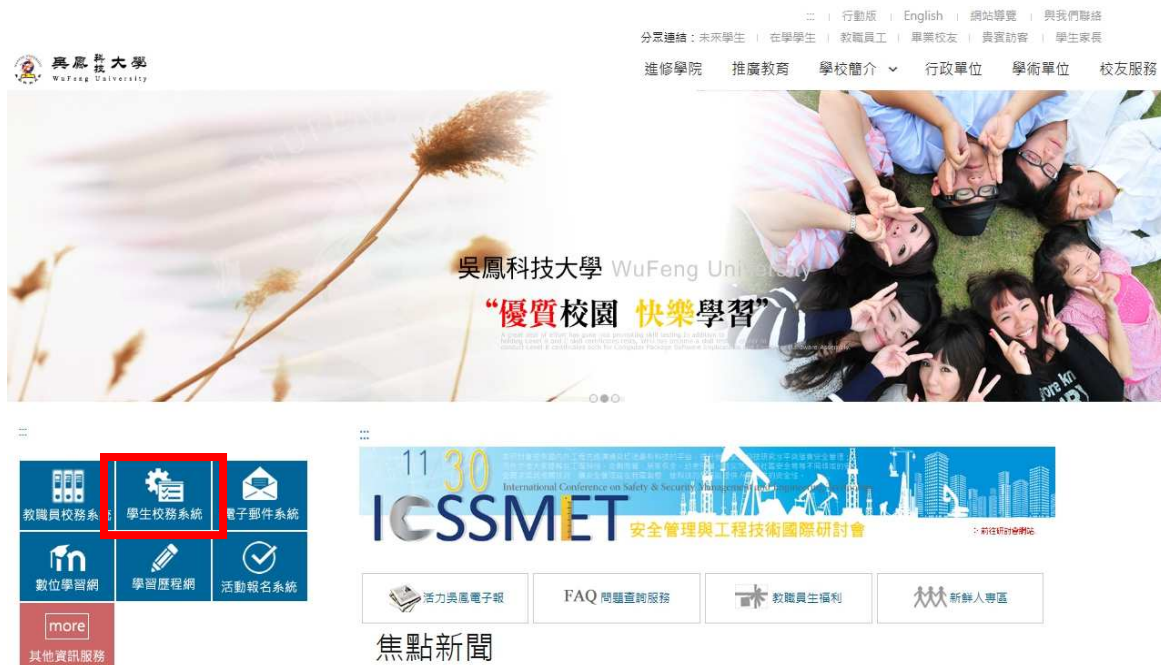 ::: | 行動版 | English | 網站導覽 | 與我們聯絡
分眾連結：未來學生 | 在學學生 | 教職員工 | 畢業校友 | 貴賓訪客 | 學生家長
吳鳳科技大學
WuFeng University
進修學院 推廣教育 學校簡介 行政單位 學術單位 校友服務
吳鳳科技大學 WuFeng University
“優質校園 快樂學習”
:::
教職員校務系統 學生校務系統 電子郵件系統
數位學習網 學習歷程網 活動報名系統
more
其他資訊服務
:::
11 30
International Conference on Safety & Security Management and Engineering Technology
ICSSMET 安全管理與工程技術國際研討會
> 前往研討會網站
活力吳鳳電子報 FAQ 問題查詢服務 教職員生福利 新鮮人專區
焦點新聞